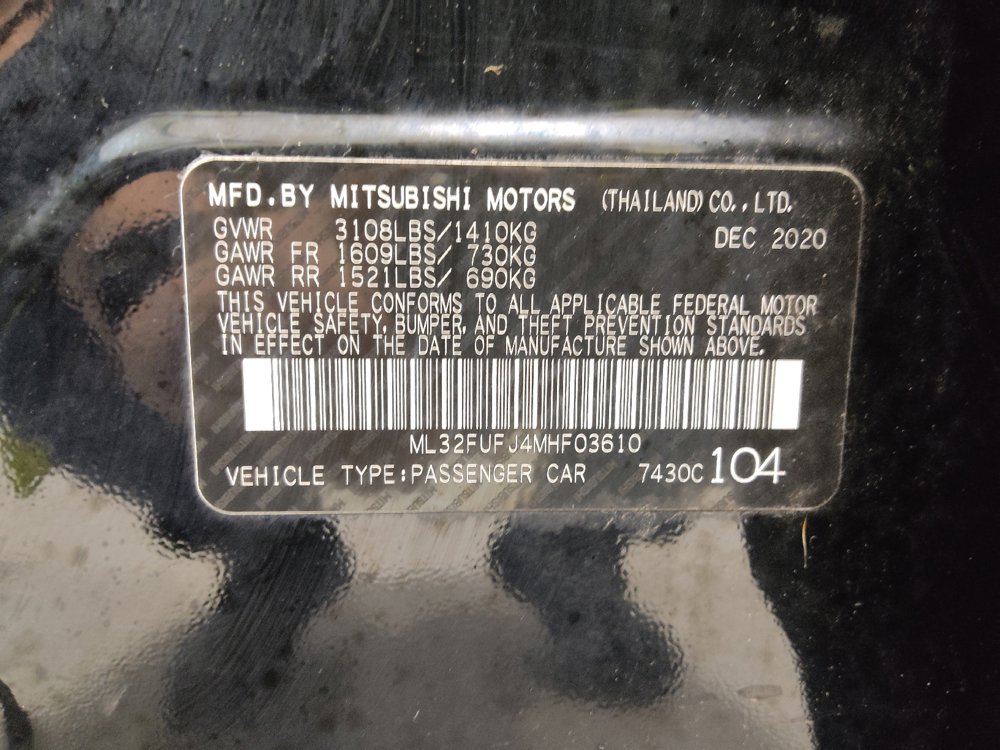 MFD.BY MITSUBISHI MOTORS (THAILAND) CO., LTD.
GVWR 3108LBS/1410KG DEC 2020
GAWR FR 1609LBS/ 730KG
GAWR RR 1521LBS/ 690KG
THIS VEHICLE CONFORMS TO ALL APPLICABLE FEDERAL MOTOR
VEHICLE SAFETY, BUMPER, AND THEFT PREVENTION STANDARDS
IN EFFECT ON THE DATE OF MANUFACTURE SHOWN ABOVE.
ML32FUFJ4MHF03610
VEHICLE TYPE:PASSENGER CAR 7430C 104